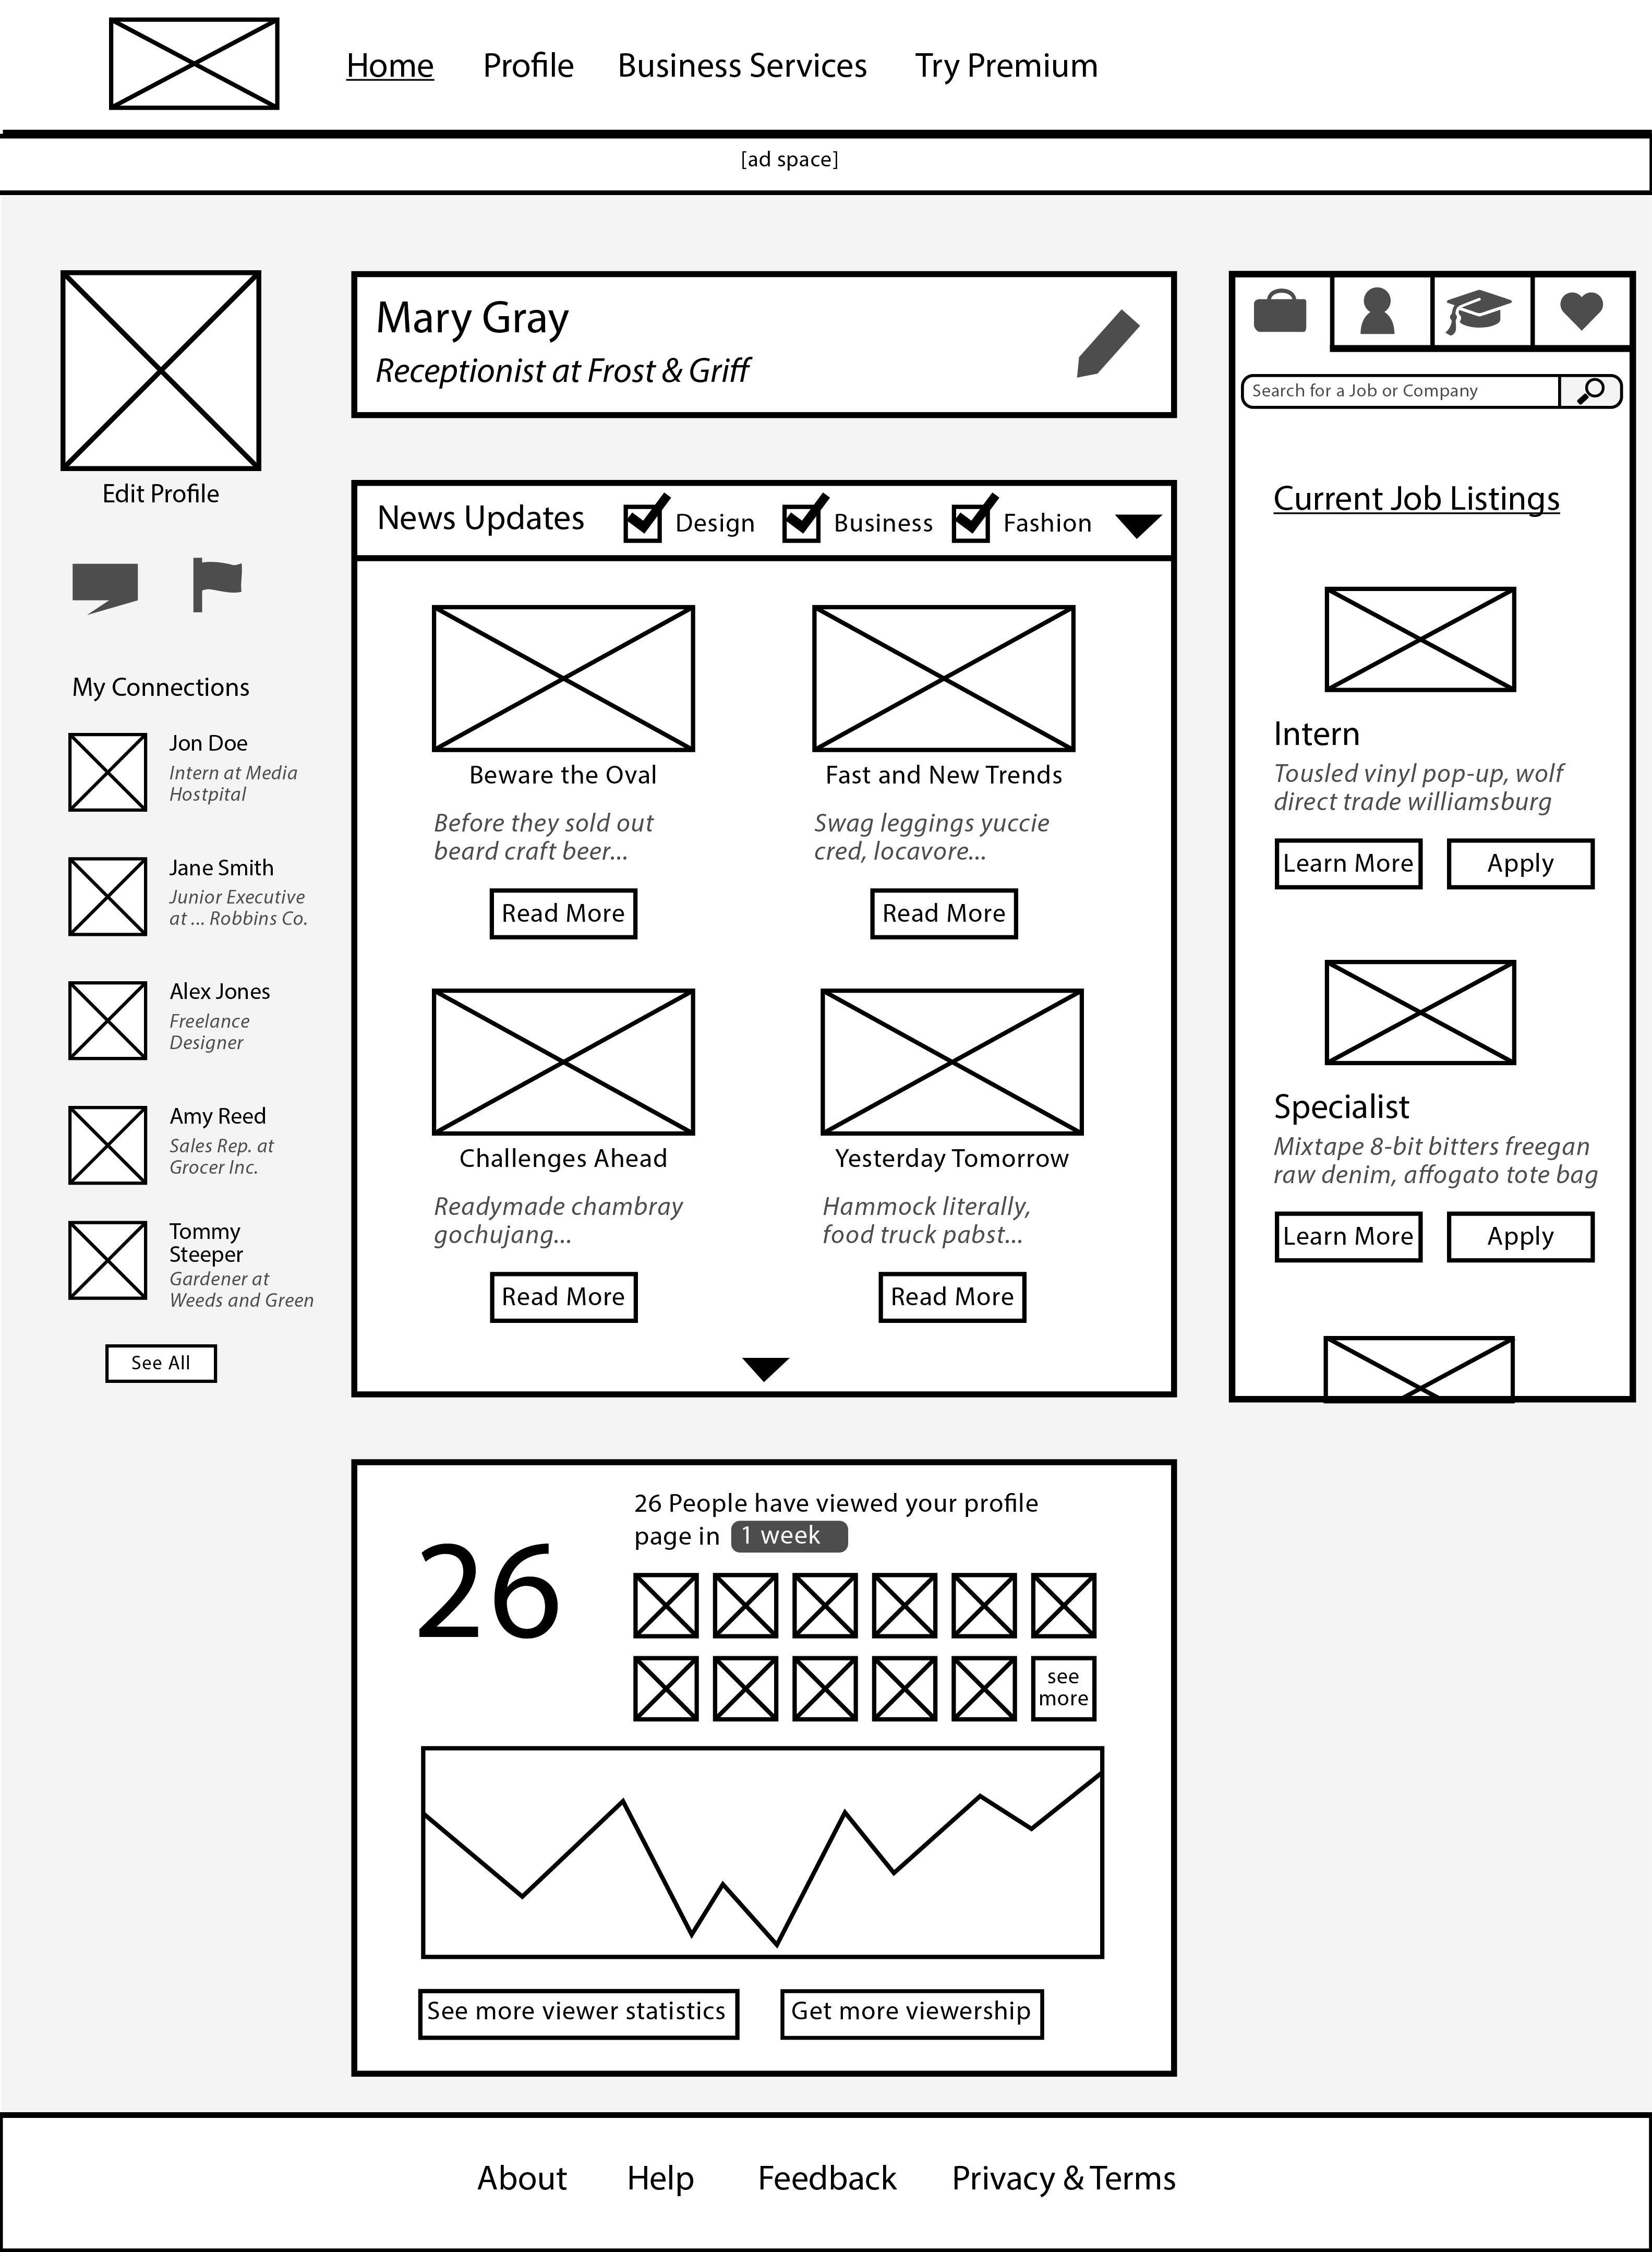 Home Profile Business Services Try Premium
[ad space]
Edit Profile
My Connections
Jon Doe
Intern at Media
Hostpital
Jane Smith
Junior Executive
at ... Robbins Co.
Alex Jones
Freelance
Designer
Amy Reed
Sales Rep. at
Grocer Inc.
Tommy
Steeper
Gardener at
Weeds and Green
See All
Mary Gray
Receptionist at Frost & Griff
News Updates Design Business Fashion
Beware the Oval
Before they sold out
beard craft beer...
Read More
Fast and New Trends
Swag leggings yuccie
cred, locavore...
Read More
Challenges Ahead
Readymade chambray
gochujang...
Read More
Yesterday Tomorrow
Hammock literally,
food truck pabst...
Read More
26
26 People have viewed your profile
page in 1 week
see
more
See more viewer statistics
Get more viewership
Search for a Job or Company
Current Job Listings
Intern
Tousled vinyl pop-up, wolf
direct trade williamsburg
Learn More Apply
Specialist
Mixtape 8-bit bitters freegan
raw denim, affogato tote bag
Learn More Apply
About Help Feedback Privacy & Terms